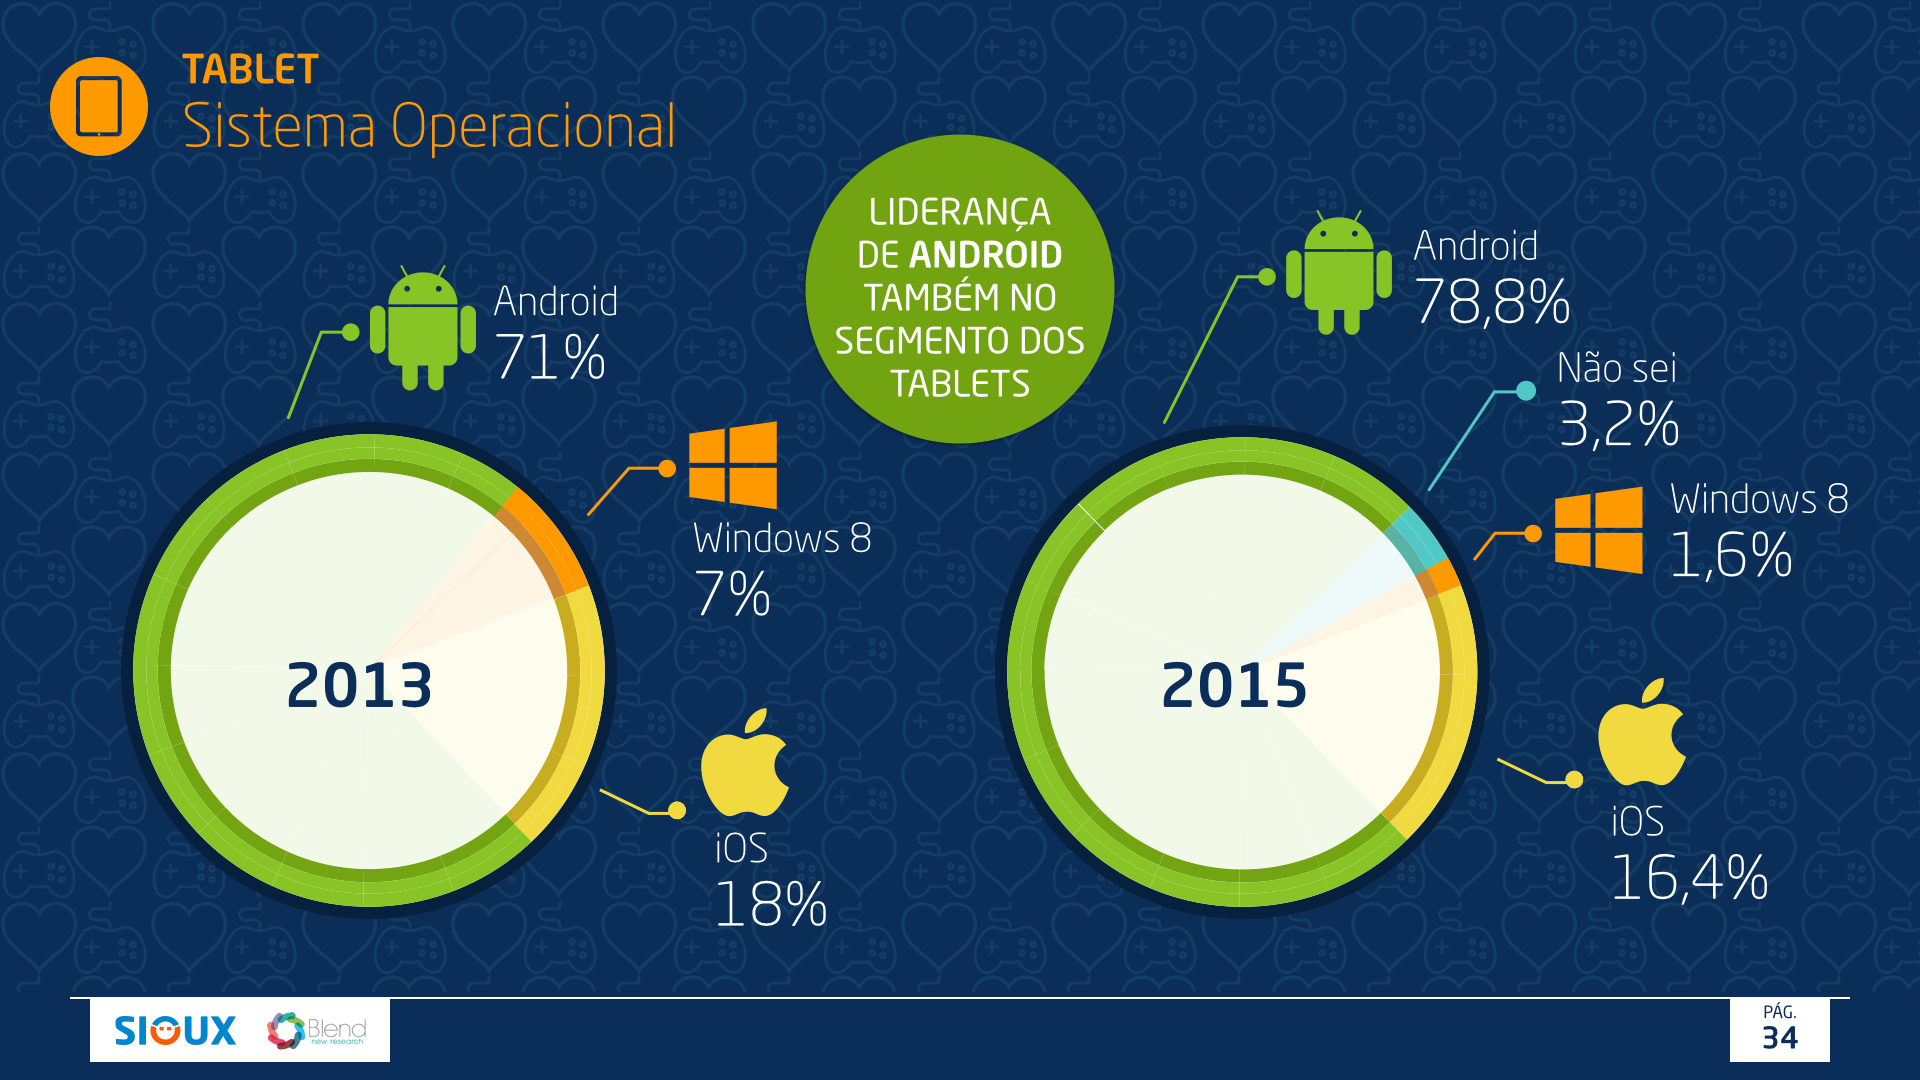 TABLET
Sistema Operacional
LIDERANÇA
DE ANDRÓID
TAMBÉM NO
SEGMENTO DOS
TABLETS
Android
71%
Windows 8
7%
2013
iOS
18%
Android
78,8%
Não sei
3,2%
Windows 8
1,6%
2015
iOS
16,4%
SIOUX
Blend
new research
PÁG.
34